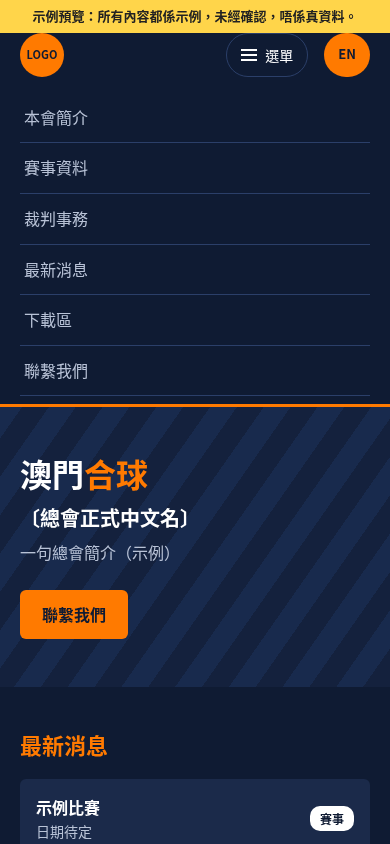 示例預覽：所有內容都係示例，未經確認，唔係真資料。
LOGO
選單
EN
本會簡介
賽事資料
裁判事務
最新消息
下載區
聯繫我們
澳門合球
〔總會正式中文名〕
一句總會簡介（示例）
聯繫我們
最新消息
示例比賽
賽事
日期待定